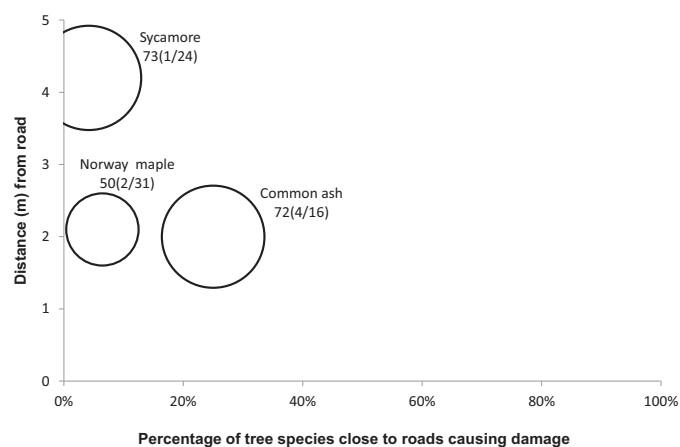 5
Sycamore
73(1/24)
4
3
Norway maple
50(2/31)
Common ash
72(4/16)
2
1
0
0% 20% 40% 60% 80% 100%
Distance (m) from road
Percentage of tree species close to roads causing damage